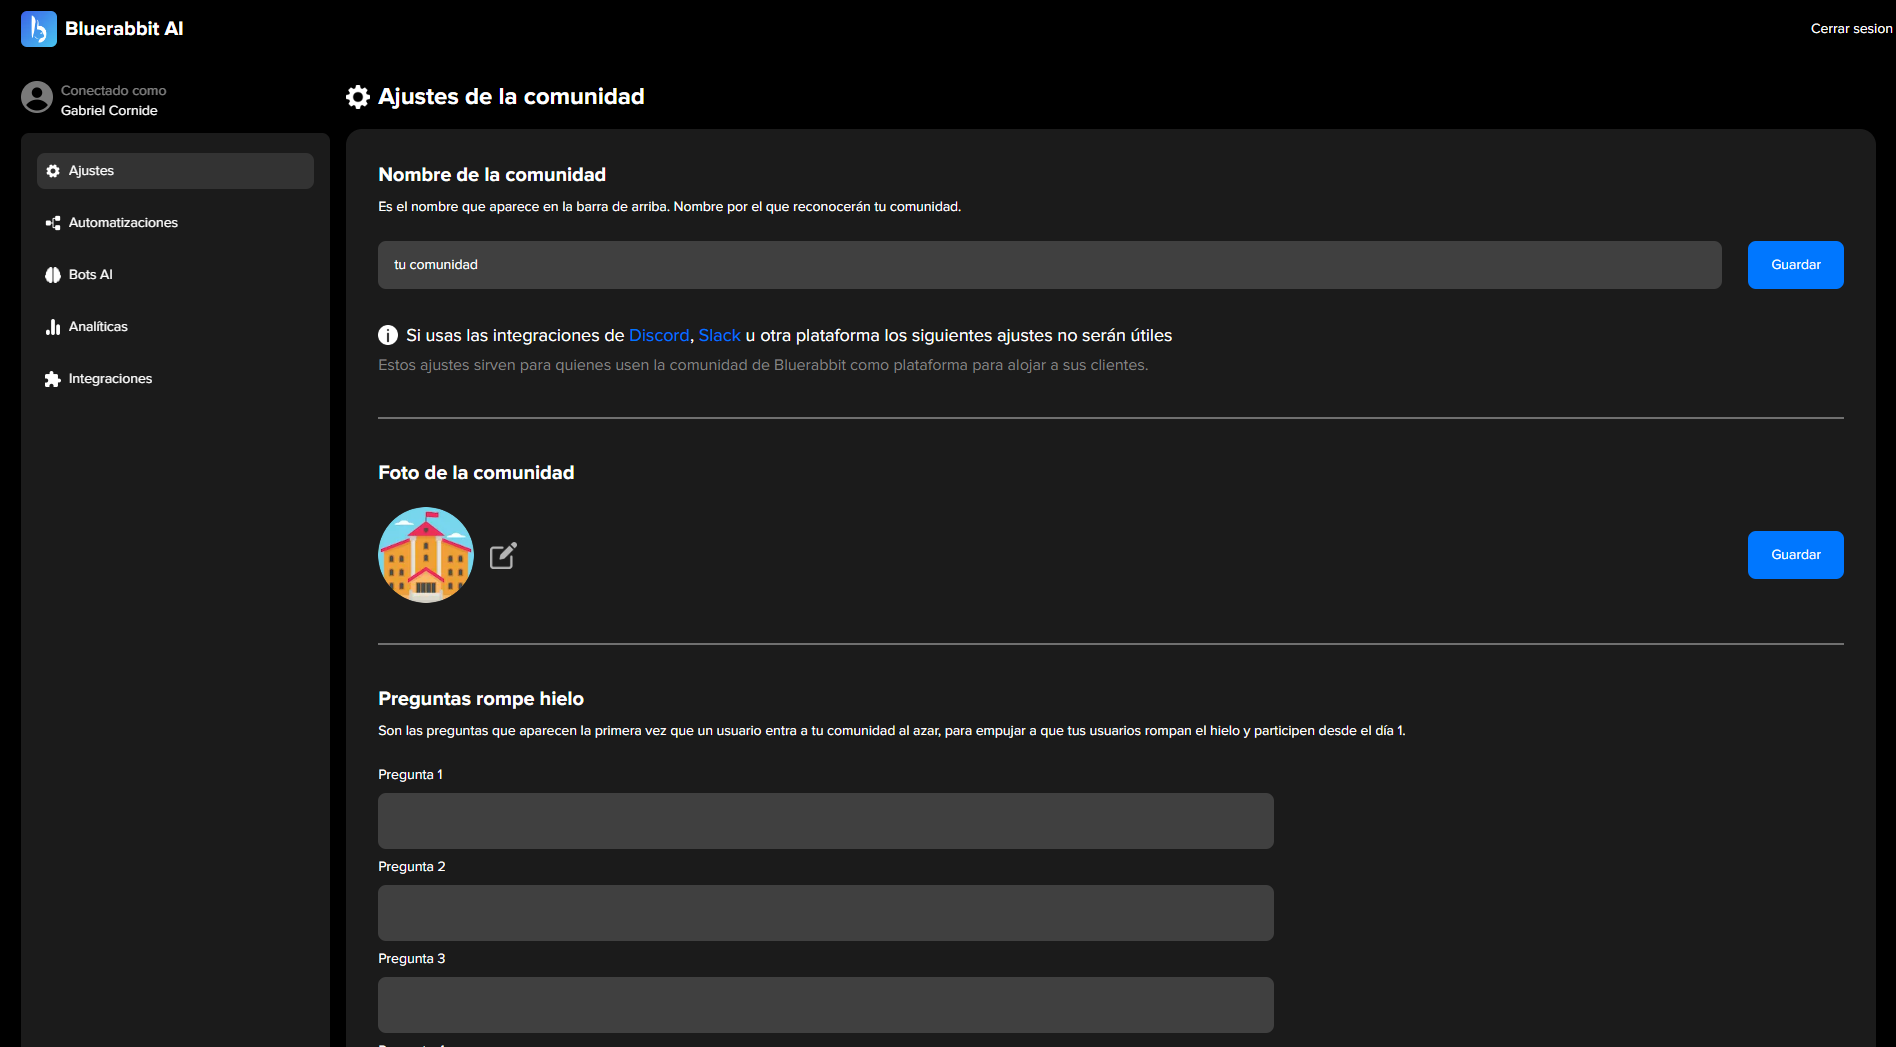 Bluerabbit AI
Cerrar sesion
Conectado como
Gabriel Cornide
Ajustes
Automatizaciones
Bots AI
Analíticas
Integraciones
Ajustes de la comunidad
Nombre de la comunidad
Es el nombre que aparece en la barra de arriba. Nombre por el que reconocerán tu comunidad.
tu comunidad
Guardar
Si usas las integraciones de Discord, Slack u otra plataforma los siguientes ajustes no serán útiles
Estos ajustes sirven para quienes usen la comunidad de Bluerabbit como plataforma para alojar a sus clientes.
Foto de la comunidad
Guardar
Preguntas rompe hielo
Son las preguntas que aparecen la primera vez que un usuario entra a tu comunidad al azar, para empujar a que tus usuarios rompan el hielo y participen desde el día 1.
Pregunta 1
Pregunta 2
Pregunta 3